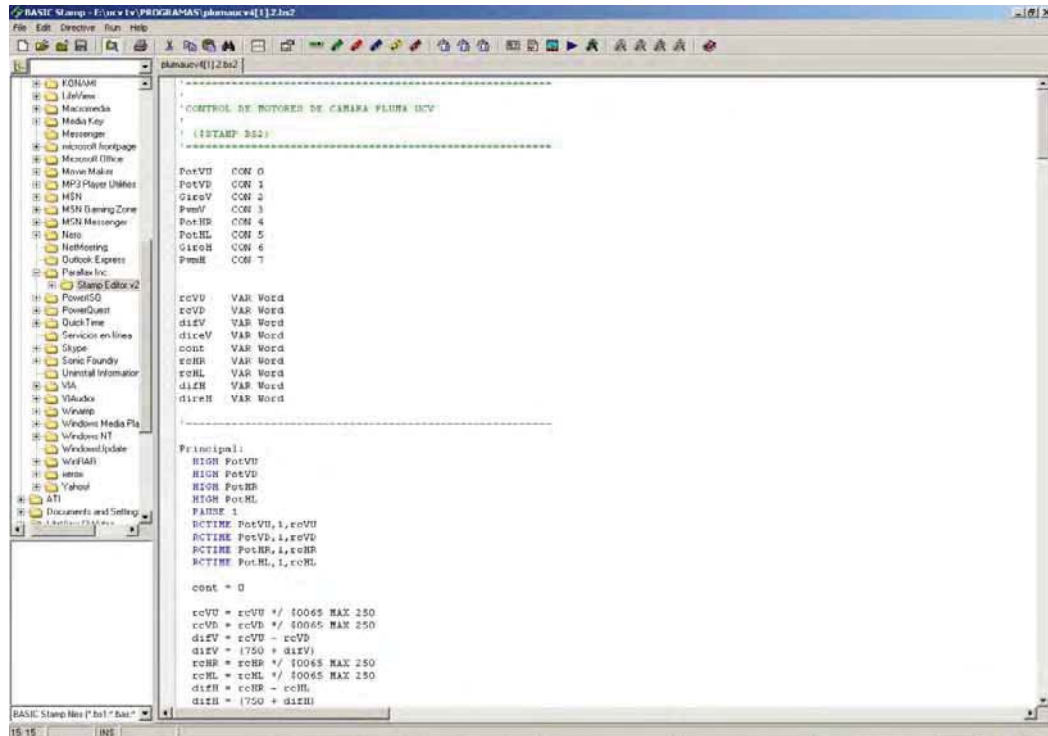 BASIC Stamp - E:\ucv tv\PROGRAMAS\plumaucv4[1].2.bs2
File Edit Directive Run Help
plumaucv4[1].2.bs2
KONAMI
LifeView
Macromedia
Media Key
Messenger
microsoft frontpage
Microsoft Office
Movie Maker
MP3 Player Utilities
MSN
MSN Gaming Zone
MSN Messenger
Nero
NetMeeting
Outlook Express
Parallax Inc
Stamp Editor v2
PowerISO
PowerQuest
QuickTime
Servicios en línea
Skype
Sonic Foundry
Uninstall Information
VIA
VIAudio
Winamp
Windows Media Pla
Windows NT
WindowsUpdate
WinRAR
xerox
Yahoo!
ATI
Documents and Setting
BASIC Stamp files (*.bs1;*.bas;*
'CONTROL DE MOTORES DE CAMARA PLUMA UCV
' {$STAMP BS2}
PotVU CON 0
PotVD CON 1
GiroV CON 2
PwmV CON 3
PotHR CON 4
PotHL CON 5
GiroH CON 6
PwmH CON 7
rcVU VAR Word
rcVD VAR Word
difV VAR Word
direV VAR Word
cont VAR Word
rcHR VAR Word
rcHL VAR Word
difH VAR Word
direH VAR Word
Principal:
HIGH PotVU
HIGH PotVD
HIGH PotHR
HIGH PotHL
PAUSE 1
RCTIME PotVU,1,rcVU
RCTIME PotVD,1,rcVD
RCTIME PotHR,1,rcHR
RCTIME PotHL,1,rcHL
cont = 0
rcVU = rcVU */ $0065 MAX 250
rcVD = rcVD */ $0065 MAX 250
difV = rcVU - rcVD
difV = (750 + difV)
rcHR = rcHR */ $0065 MAX 250
rcHL = rcHL */ $0065 MAX 250
difH = rcHR - rcHL
difH = (750 + difH)
15:15 INS